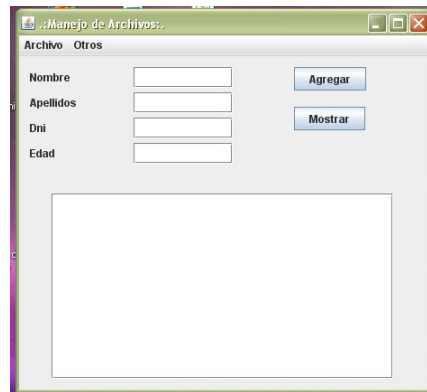 .:Manejo de Archivos:.
Archivo Otros
Nombre
Agregar
Apellidos
Mostrar
Dni
Edad